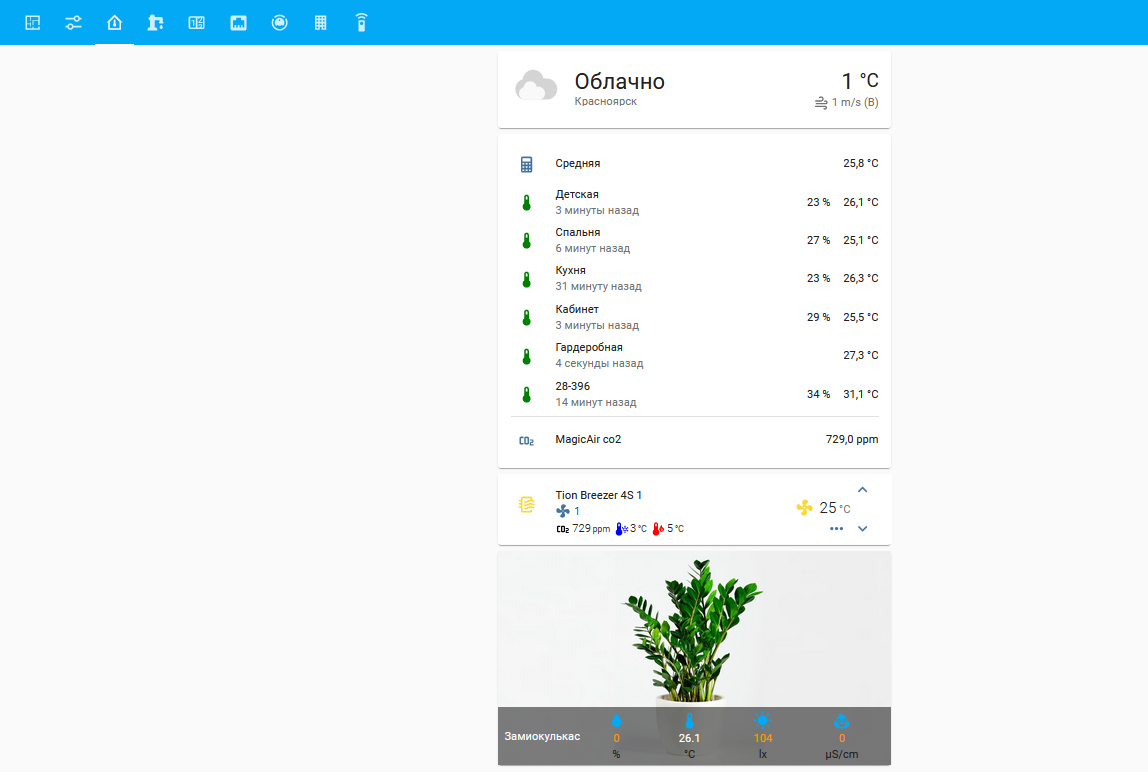 Облачно
Красноярск
1 °C
1 m/s (В)
Средняя 25,8 °C
Детская
3 минуты назад
23 % 26,1 °C
Спальня
6 минут назад
27 % 25,1 °C
Кухня
31 минуту назад
23 % 26,3 °C
Кабинет
3 минуты назад
29 % 25,5 °C
Гардеробная
4 секунды назад
27,3 °C
28-396
14 минут назад
34 % 31,1 °C
CO2 MagicAir co2 729,0 ppm
Tion Breezer 4S 1
1
25 °C
CO2 729 ppm 3 °C 5 °C
Замиокулькас
0 26.1 104 0
% °C lx µS/cm